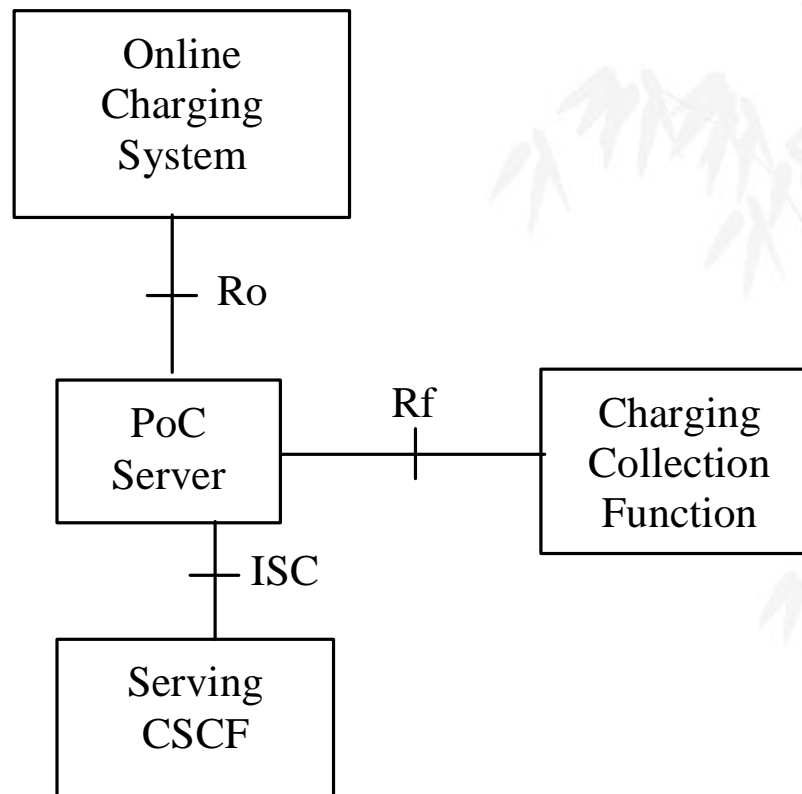 Online
Charging
System
Ro
PoC
Server
Rf
Charging
Collection
Function
ISC
Serving
CSCF